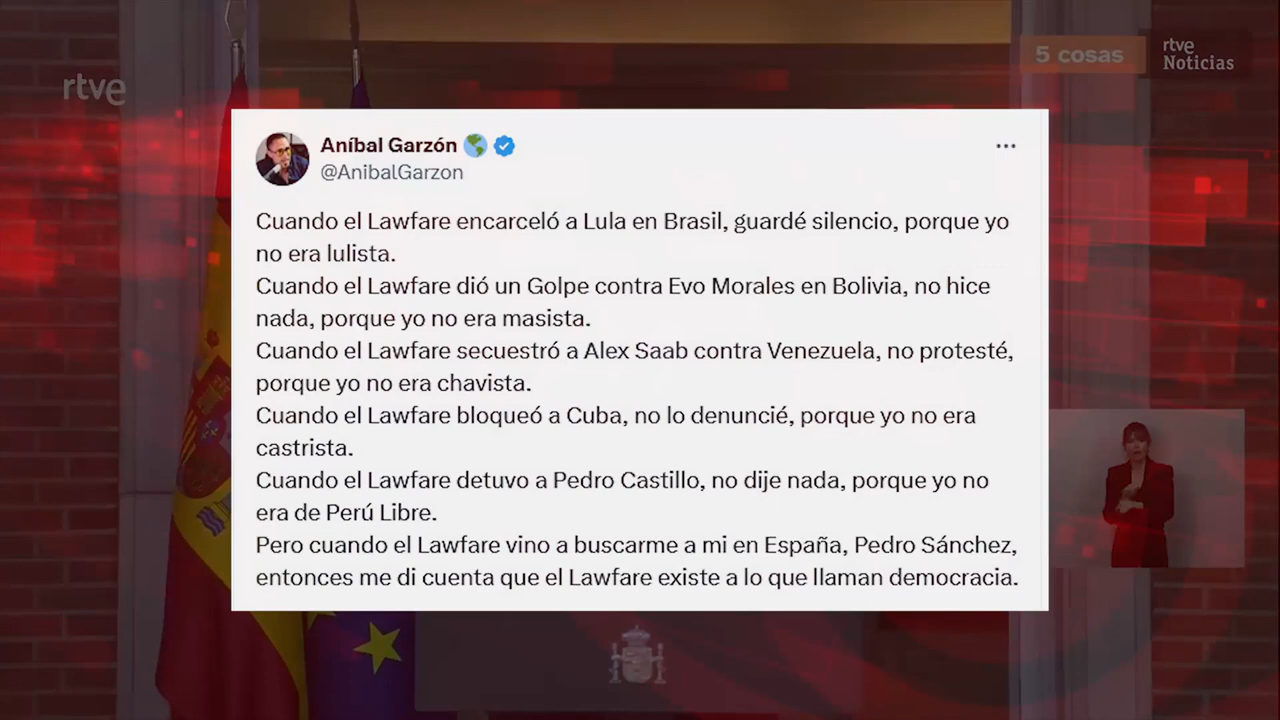 rtve
5 cosas
rtve
Noticias
Aníbal Garzón
@AnibalGarzon
Cuando el Lawfare encarceló a Lula en Brasil, guardé silencio, porque yo
no era lulista.
Cuando el Lawfare dió un Golpe contra Evo Morales en Bolivia, no hice
nada, porque yo no era masista.
Cuando el Lawfare secuestró a Alex Saab contra Venezuela, no protesté,
porque yo no era chavista.
Cuando el Lawfare bloqueó a Cuba, no lo denuncié, porque yo no era
castrista.
Cuando el Lawfare detuvo a Pedro Castillo, no dije nada, porque yo no
era de Perú Libre.
Pero cuando el Lawfare vino a buscarme a mi en España, Pedro Sánchez,
entonces me di cuenta que el Lawfare existe a lo que llaman democracia.